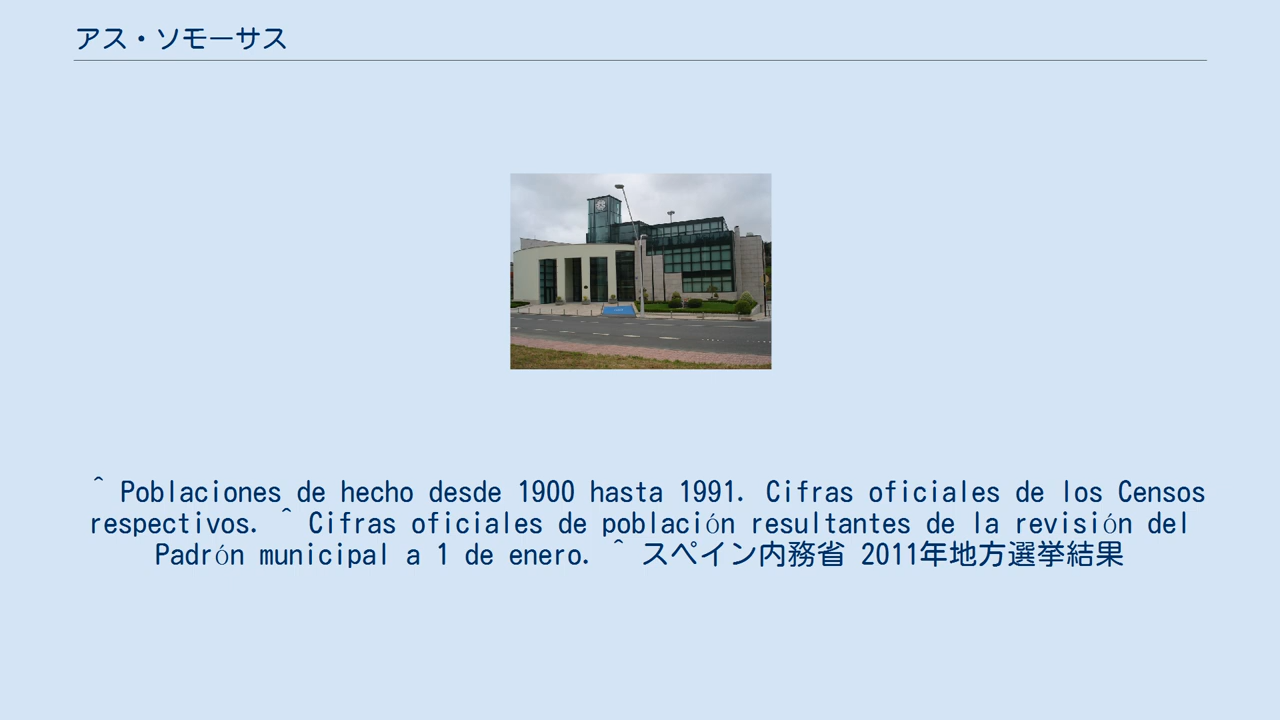 アス・ソモーサス
^ Poblaciones de hecho desde 1900 hasta 1991. Cifras oficiales de los Censos
respectivos. ^ Cifras oficiales de población resultantes de la revisión del
Padrón municipal a 1 de enero. ^ スペイン内務省 2011年地方選挙結果